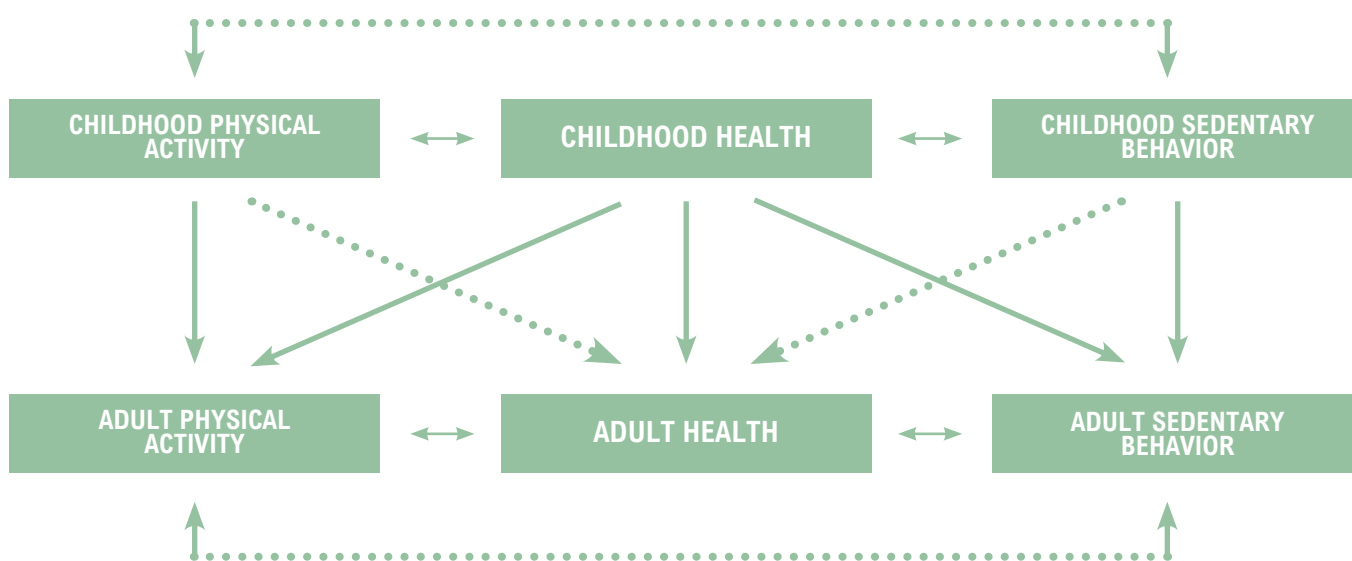 CHILDHOOD PHYSICAL
ACTIVITY
CHILDHOOD HEALTH
CHILDHOOD SEDENTARY
BEHAVIOR
ADULT PHYSICAL
ACTIVITY
ADULT HEALTH
ADULT SEDENTARY
BEHAVIOR